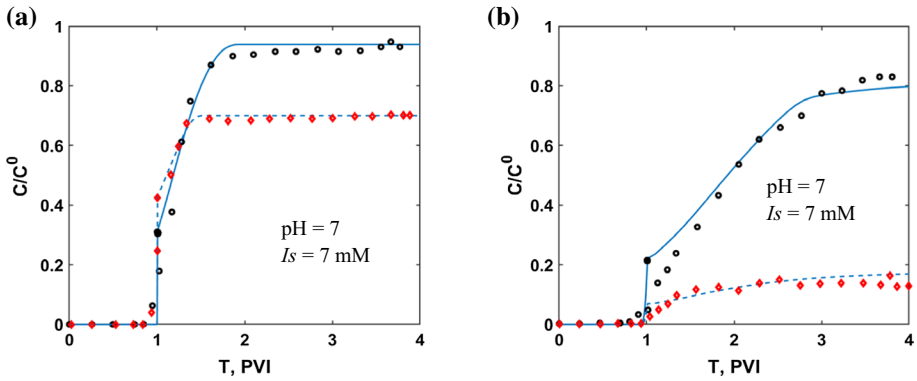 (a)
1
0.8
0.6
0.4
0.2
0
C/C⁰
pH = 7
Is = 7 mM
0 1 2 3 4
T, PVI
(b)
1
0.8
0.6
0.4
0.2
0
C/C⁰
pH = 7
Is = 7 mM
0 1 2 3 4
T, PVI